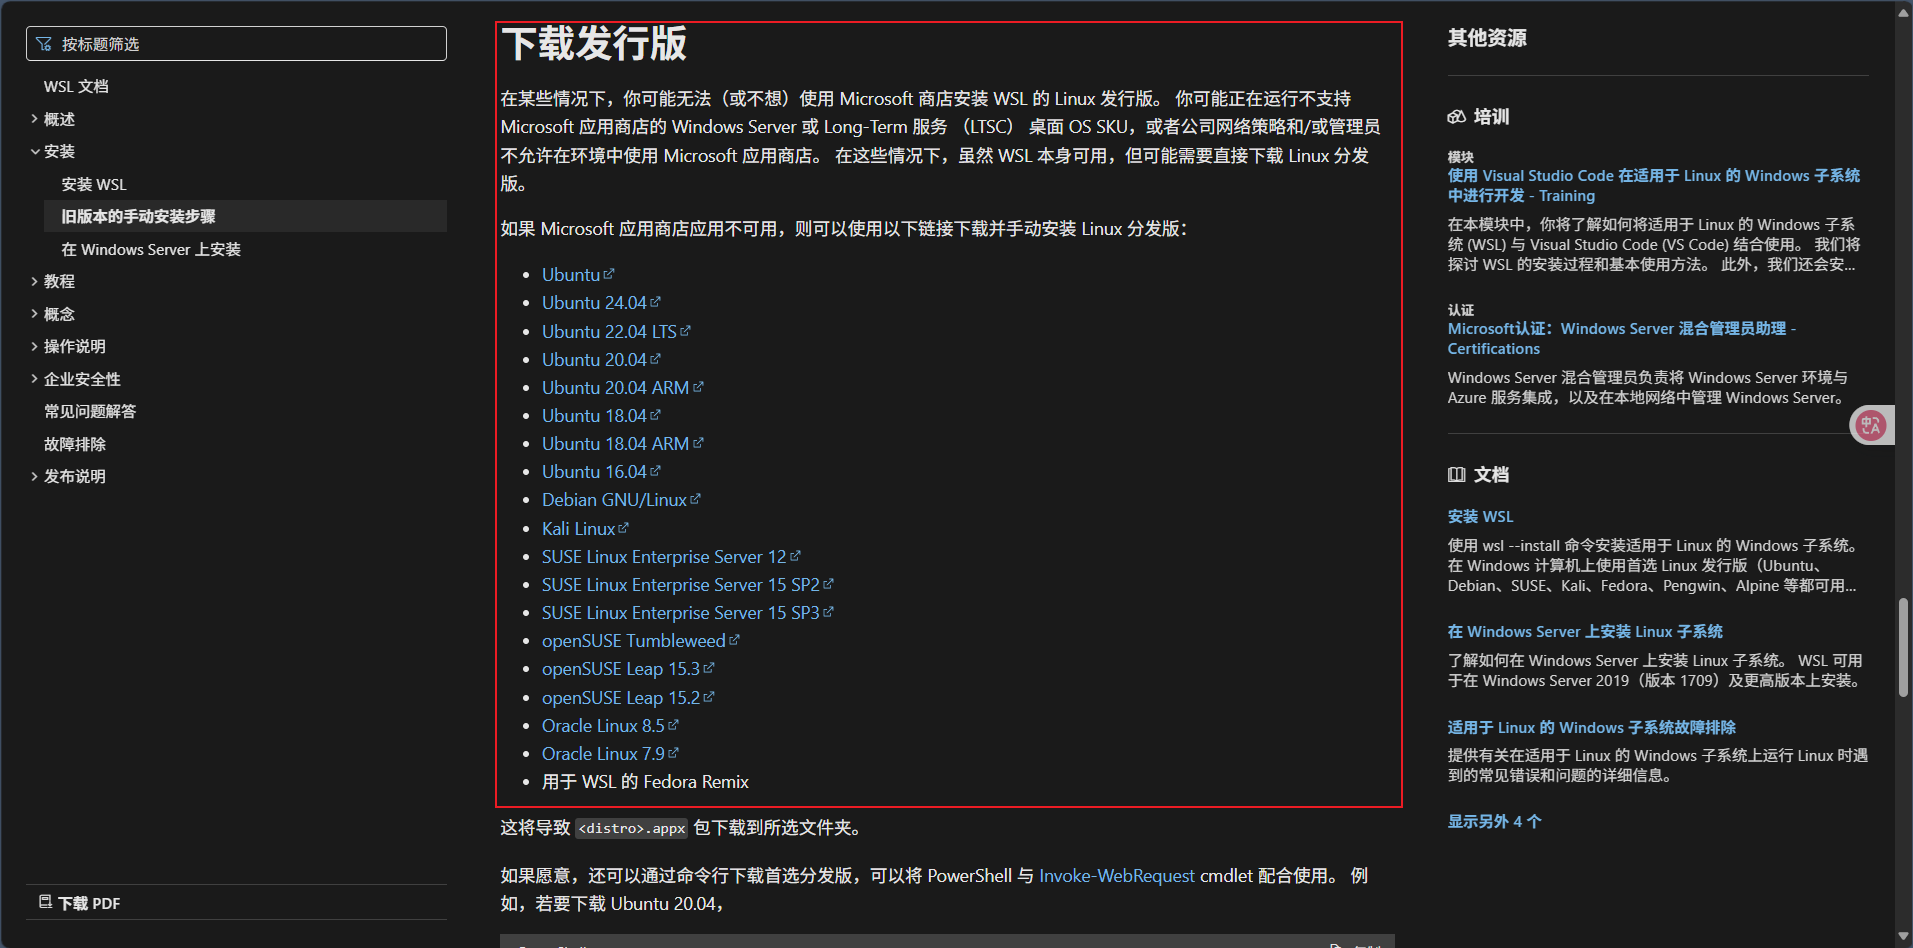 按标题筛选
WSL 文档
概述
安装
安装 WSL
旧版本的手动安装步骤
在 Windows Server 上安装
教程
概念
操作说明
企业安全性
常见问题解答
故障排除
发布说明
下载 PDF
下载发行版
在某些情况下，你可能无法（或不想）使用 Microsoft 商店安装 WSL 的 Linux 发行版。 你可能正在运行不支持
Microsoft 应用商店的 Windows Server 或 Long-Term 服务 （LTSC） 桌面 OS SKU，或者公司网络策略和/或管理员
不允许在环境中使用 Microsoft 应用商店。 在这些情况下，虽然 WSL 本身可用，但可能需要直接下载 Linux 分发
版。
如果 Microsoft 应用商店应用不可用，则可以使用以下链接下载并手动安装 Linux 分发版：
Ubuntu
Ubuntu 24.04
Ubuntu 22.04 LTS
Ubuntu 20.04
Ubuntu 20.04 ARM
Ubuntu 18.04
Ubuntu 18.04 ARM
Ubuntu 16.04
Debian GNU/Linux
Kali Linux
SUSE Linux Enterprise Server 12
SUSE Linux Enterprise Server 15 SP2
SUSE Linux Enterprise Server 15 SP3
openSUSE Tumbleweed
openSUSE Leap 15.3
openSUSE Leap 15.2
Oracle Linux 8.5
Oracle Linux 7.9
用于 WSL 的 Fedora Remix
这将导致 <distro>.appx 包下载到所选文件夹。
如果愿意，还可以通过命令行下载首选分发版，可以将 PowerShell 与 Invoke-WebRequest cmdlet 配合使用。 例
如，若要下载 Ubuntu 20.04，
其他资源
培训
模块
使用 Visual Studio Code 在适用于 Linux 的 Windows 子系统
中进行开发 - Training
在本模块中，你将了解如何将适用于 Linux 的 Windows 子系
统 (WSL) 与 Visual Studio Code (VS Code) 结合使用。 我们将
探讨 WSL 的安装过程和基本使用方法。 此外，我们还会安...
认证
Microsoft认证：Windows Server 混合管理员助理 -
Certifications
Windows Server 混合管理员负责将 Windows Server 环境与
Azure 服务集成，以及在本地网络中管理 Windows Server。
文档
安装 WSL
使用 wsl --install 命令安装适用于 Linux 的 Windows 子系统。
在 Windows 计算机上使用首选 Linux 发行版（Ubuntu、
Debian、SUSE、Kali、Fedora、Pengwin、Alpine 等都可用...
在 Windows Server 上安装 Linux 子系统
了解如何在 Windows Server 上安装 Linux 子系统。 WSL 可用
于在 Windows Server 2019（版本 1709）及更高版本上安装。
适用于 Linux 的 Windows 子系统故障排除
提供有关在适用于 Linux 的 Windows 子系统上运行 Linux 时遇
到的常见错误和问题的详细信息。
显示另外 4 个